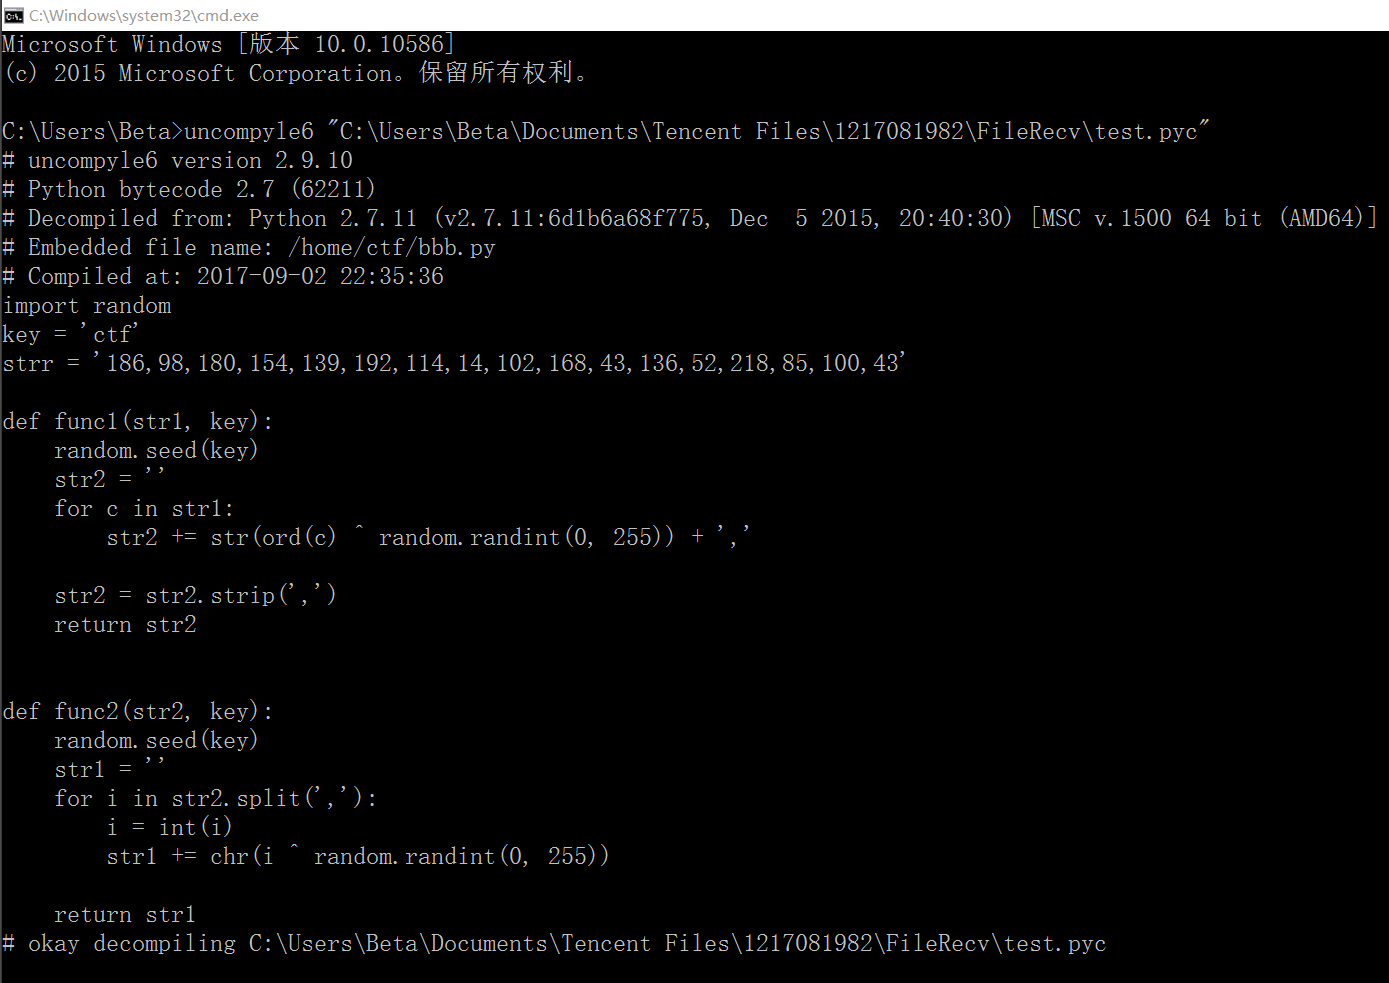 C:\Windows\system32\cmd.exe
Microsoft Windows [版本 10.0.10586]
(c) 2015 Microsoft Corporation。保留所有权利。
C:\Users\Beta>uncompyle6 "C:\Users\Beta\Documents\Tencent Files\1217081982\FileRecv\test.pyc"
# uncompyle6 version 2.9.10
# Python bytecode 2.7 (62211)
# Decompiled from: Python 2.7.11 (v2.7.11:6d1b6a68f775, Dec  5 2015, 20:40:30) [MSC v.1500 64 bit (AMD64)]
# Embedded file name: /home/ctf/bbb.py
# Compiled at: 2017-09-02 22:35:36
import random
key = 'ctf'
strr = '186,98,180,154,139,192,114,14,102,168,43,136,52,218,85,100,43'
def func1(str1, key):
    random.seed(key)
    str2 = ''
    for c in str1:
        str2 += str(ord(c) ^ random.randint(0, 255)) + ','
    str2 = str2.strip(',')
    return str2
def func2(str2, key):
    random.seed(key)
    str1 = ''
    for i in str2.split(','):
        i = int(i)
        str1 += chr(i ^ random.randint(0, 255))
    return str1
# okay decompiling C:\Users\Beta\Documents\Tencent Files\1217081982\FileRecv\test.pyc